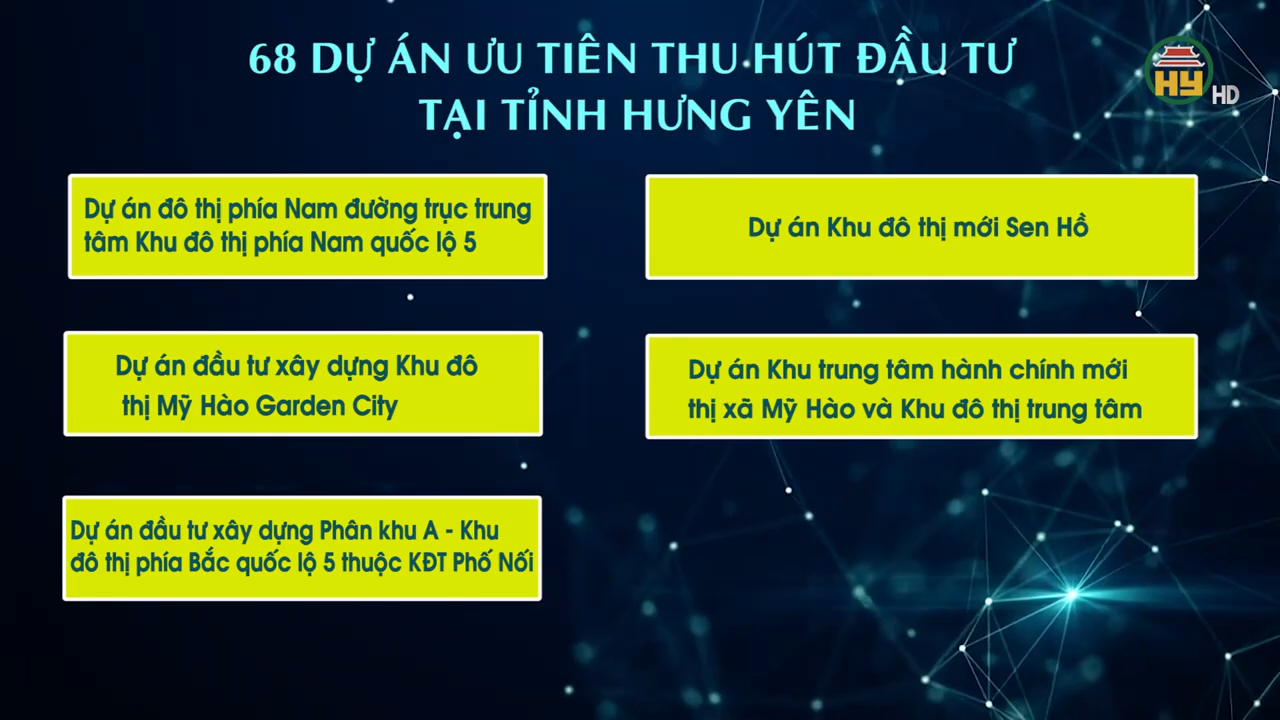 68 DỰ ÁN ƯU TIÊN THU HÚT ĐẦU TƯ
TẠI TỈNH HƯNG YÊN
HY HD
Dự án đô thị phía Nam đường trục trung
tâm Khu đô thị phía Nam quốc lộ 5
Dự án Khu đô thị mới Sen Hồ
Dự án đầu tư xây dựng Khu đô
thị Mỹ Hào Garden City
Dự án Khu trung tâm hành chính mới
thị xã Mỹ Hào và Khu đô thị trung tâm
Dự án đầu tư xây dựng Phân khu A - Khu
đô thị phía Bắc quốc lộ 5 thuộc KĐT Phố Nối